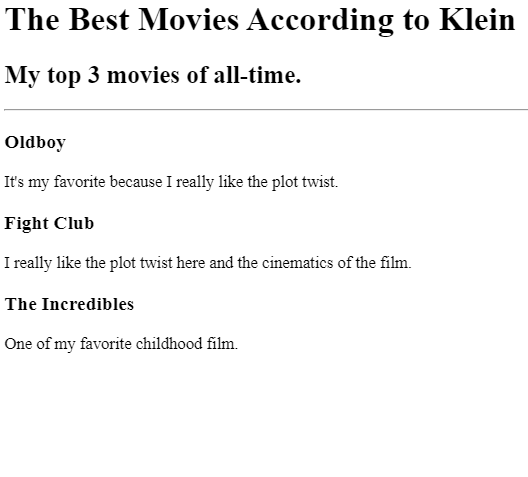 The Best Movies According to Klein
My top 3 movies of all-time.
Oldboy
It's my favorite because I really like the plot twist.
Fight Club
I really like the plot twist here and the cinematics of the film.
The Incredibles
One of my favorite childhood film.